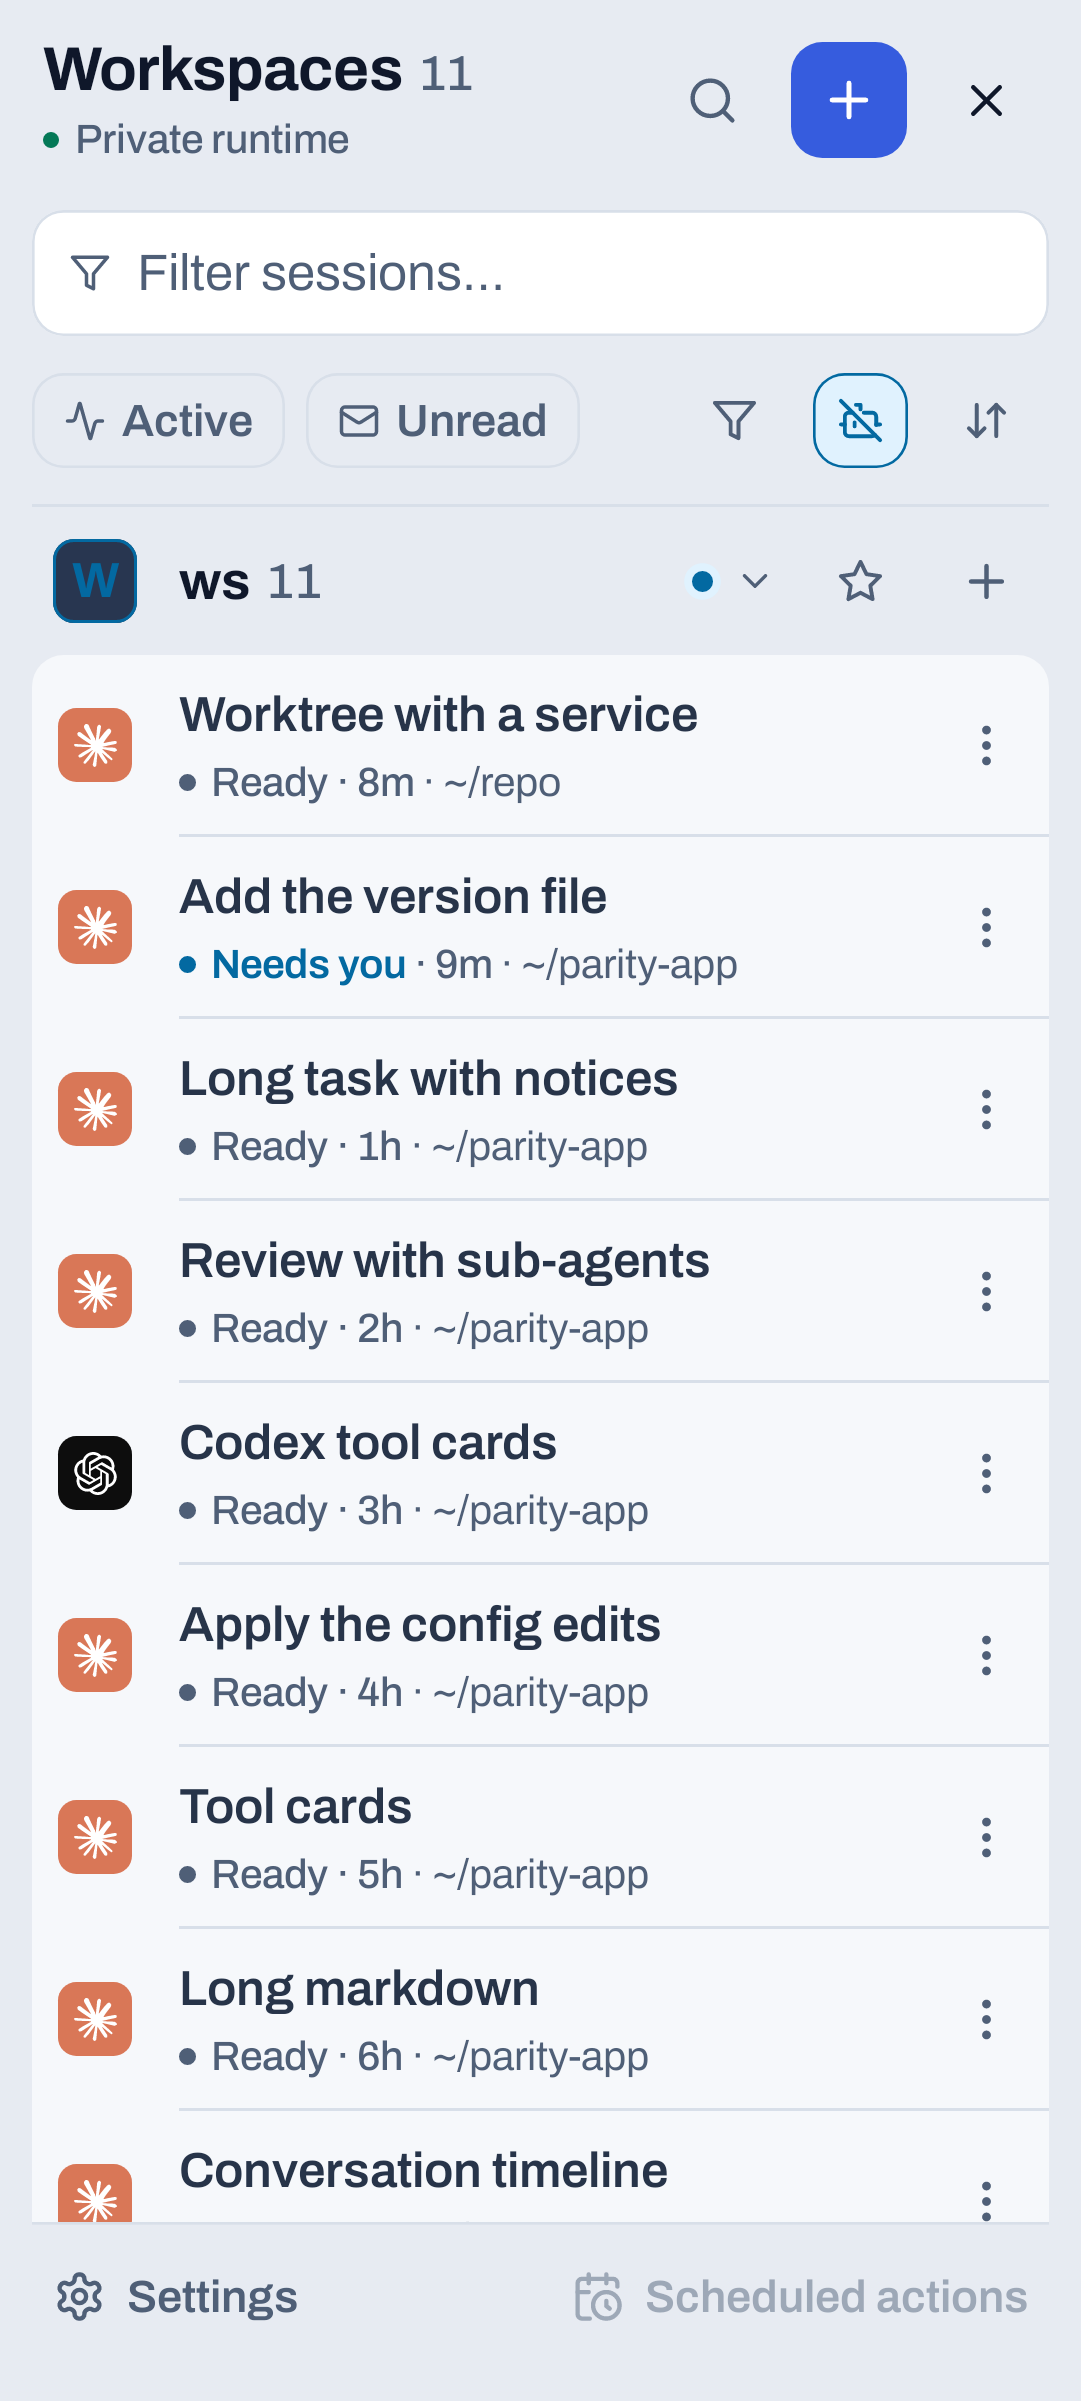 Workspaces 11
Private runtime
Filter sessions...
Active
Unread
W
ws 11
Worktree with a service
Ready · 8m · ~/repo
Add the version file
Needs you · 9m · ~/parity-app
Long task with notices
Ready · 1h · ~/parity-app
Review with sub-agents
Ready · 2h · ~/parity-app
Codex tool cards
Ready · 3h · ~/parity-app
Apply the config edits
Ready · 4h · ~/parity-app
Tool cards
Ready · 5h · ~/parity-app
Long markdown
Ready · 6h · ~/parity-app
Conversation timeline
Settings
Scheduled actions